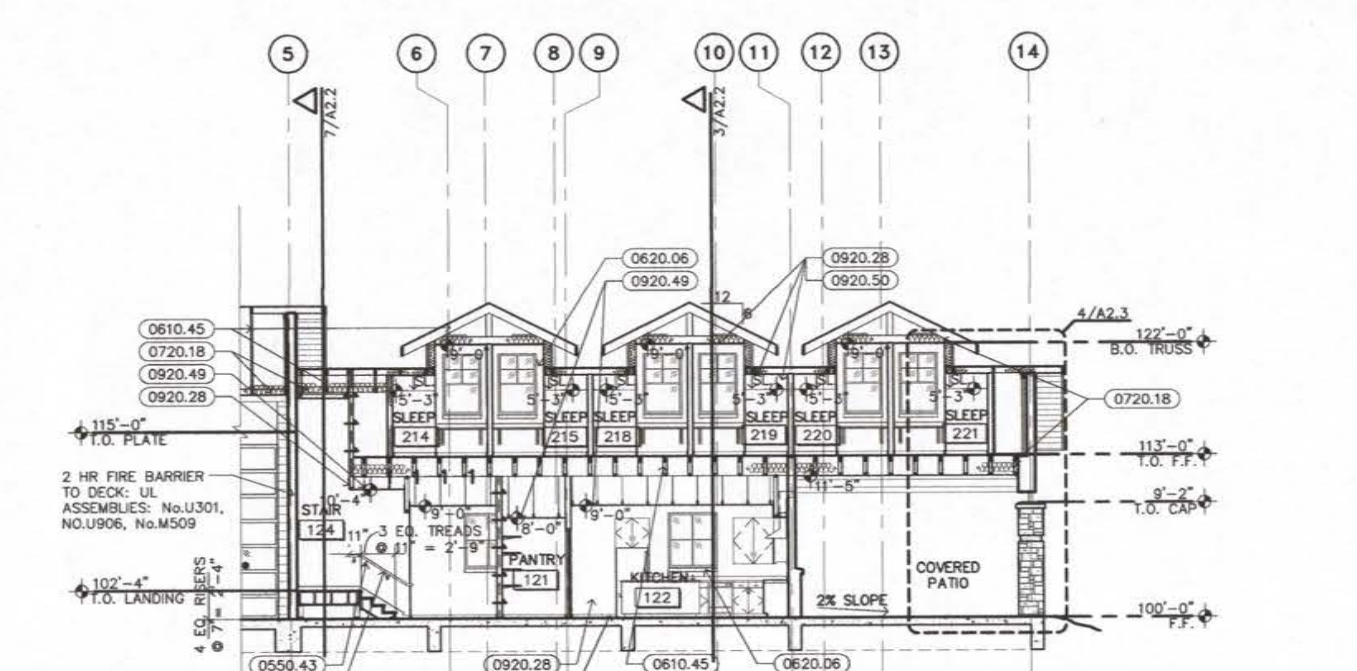 5
6
7
8
9
10
11
12
13
14
7/A2.2
3/A2.2
0620.06
0920.49
0920.28
0920.50
12
8
4/A2.3
0610.45
0720.18
0920.49
0920.28
122'-0"
B.O. TRUSS
9'-0"
9'-0"
9'-0"
SL
SL
SL
SL
SL
5'-3"
5'-3"
5'-3"
5'-3"
5'-3"
5'-3"
0720.18
SLEEP
214
SLEEP
215
SLEEP
218
SLEEP
219
SLEEP
220
SLEEP
221
115'-0"
T.O. PLATE
113'-0"
T.O. F.F.
2 HR FIRE BARRIER
TO DECK: UL
ASSEMBLIES: No.U301,
NO.U906, No.M509
10'-4"
11'-5"
9'-2"
T.O. CAP
STAIR
124
9'-0"
8'-0"
9'-0"
11"
3 EQ. TREADS
@ 11" = 2'-9"
PANTRY
121
KITCHEN
122
COVERED
PATIO
2% SLOPE
102'-4"
T.O. LANDING
4 EQ. RISERS
@ 7" = 2'-4"
100'-0"
F.F.
0550.43
0920.28
0610.45
0620.06